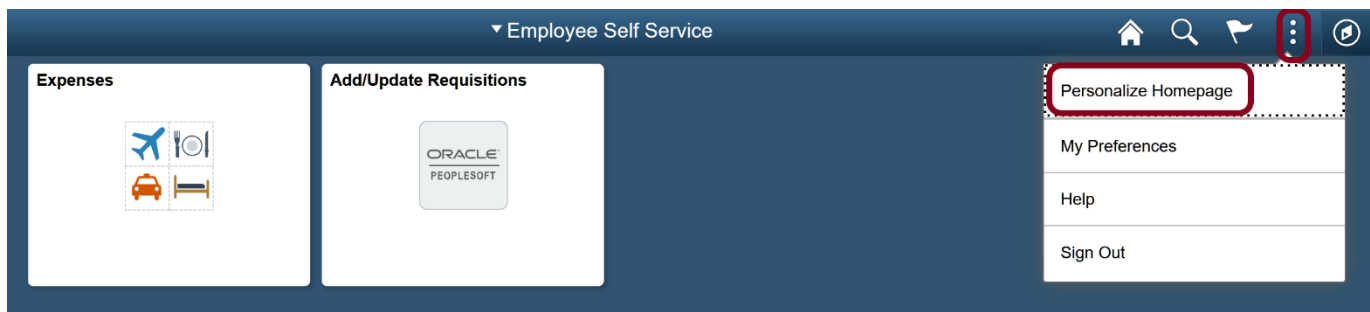 Employee Self Service
Expenses
Add/Update Requisitions
ORACLE
PEOPLESOFT
Personalize Homepage
My Preferences
Help
Sign Out